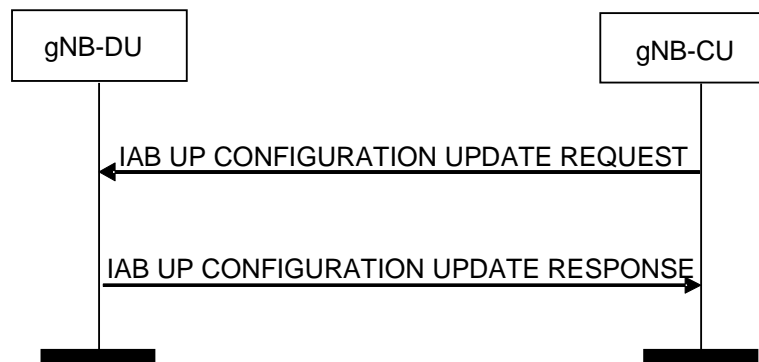 gNB-DU
gNB-CU
IAB UP CONFIGURATION UPDATE REQUEST
IAB UP CONFIGURATION UPDATE RESPONSE